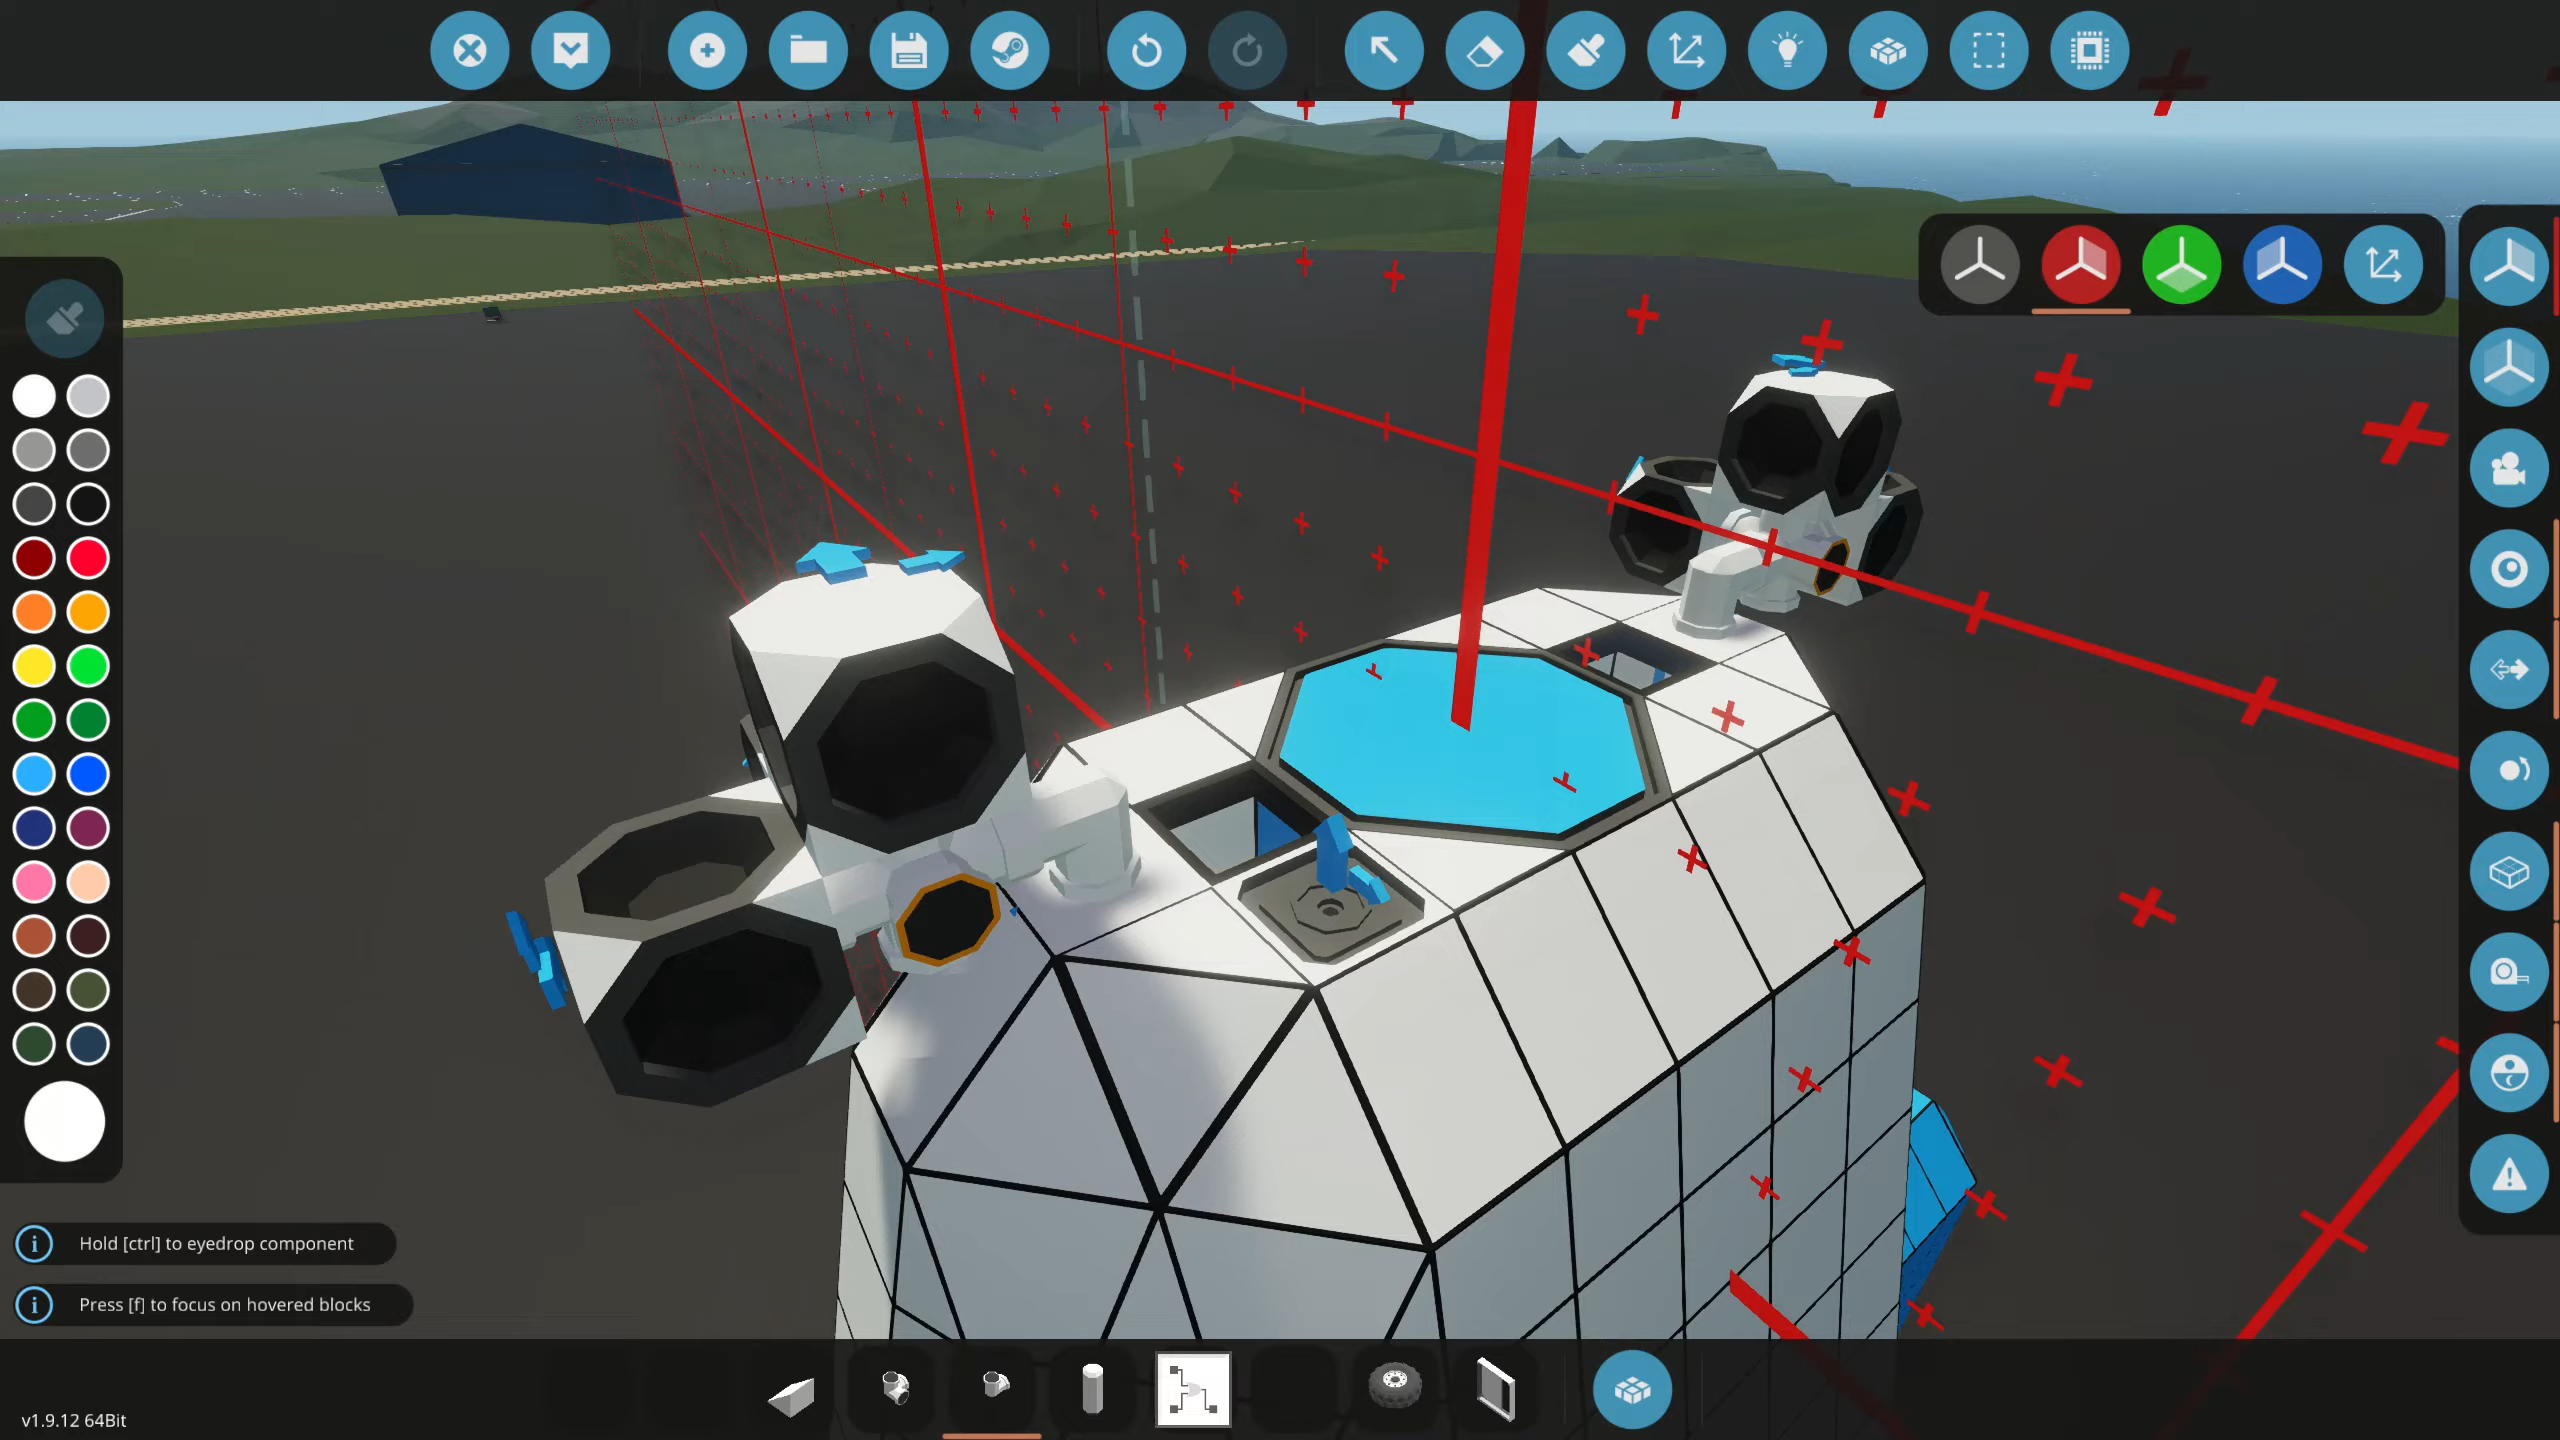 Hold [ctrl] to eyedrop component
Press [f] to focus on hovered blocks
v1.9.12 64Bit